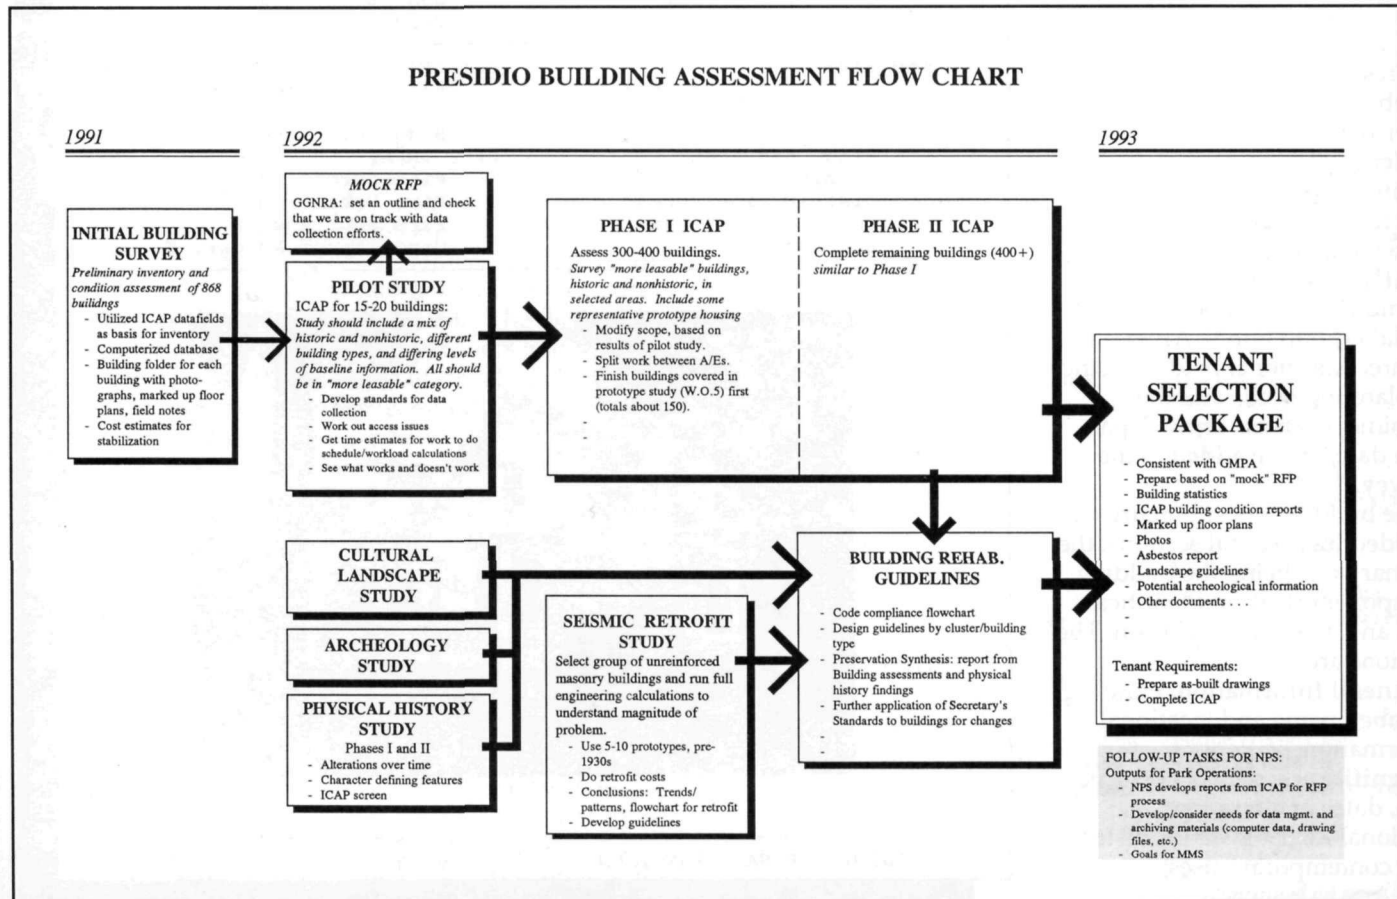 PRESIDIO BUILDING ASSESSMENT FLOW CHART
1991
INITIAL BUILDING
SURVEY
Preliminary inventory and
condition assessment of 868
builidings
- Utilized ICAP datafields
as basis for inventory
- Computerized database
- Building folder for each
building with photo-
graphs, marked up floor
plans, field notes
- Cost estimates for
stabilization
1992
MOCK RFP
GGNRA: set an outline and check
that we are on track with data
collection efforts.
PILOT STUDY
ICAP for 15-20 buildings:
Study should include a mix of
historic and nonhistoric, different
building types, and differing levels
of baseline information. All should
be in "more leasable" category.
- Develop standards for data
collection
- Work out access issues
- Get time estimates for work to do
schedule/workload calculations
- See what works and doesn't work
PHASE I ICAP
Assess 300-400 buildings.
Survey "more leasable" buildings,
historic and nonhistoric, in
selected areas. Include some
representative prototype housing
- Modify scope, based on
results of pilot study.
- Split work between A/Es.
- Finish buildings covered in
prototype study (W.O.5) first
(totals about 150).
-
-
PHASE II ICAP
Complete remaining buildings (400+)
similar to Phase I
CULTURAL
LANDSCAPE
STUDY
ARCHEOLOGY
STUDY
PHYSICAL HISTORY
STUDY
Phases I and II
- Alterations over time
- Character defining features
- ICAP screen
SEISMIC RETROFIT
STUDY
Select group of unreinforced
masonry buildings and run full
engineering calculations to
understand magnitude of
problem.
- Use 5-10 prototypes, pre-
1930s
- Do retrofit costs
- Conclusions: Trends/
patterns, flowchart for retrofit
- Develop guidelines
BUILDING REHAB.
GUIDELINES
- Code compliance flowchart
- Design guidelines by cluster/building
type
- Preservation Synthesis: report from
Building assessments and physical
history findings
- Further application of Secretary's
Standards to buildings for changes
1993
TENANT
SELECTION
PACKAGE
- Consistent with GMPA
- Prepare based on "mock" RFP
- Building statistics
- ICAP building condition reports
- Marked up floor plans
- Photos
- Asbestos report
- Landscape guidelines
- Potential archeological information
- Other documents . . .
-
-
Tenant Requirements:
- Prepare as-built drawings
- Complete ICAP
FOLLOW-UP TASKS FOR NPS:
Outputs for Park Operations:
- NPS develops reports from ICAP for RFP
process
- Develop/consider needs for data mgmt. and
archiving materials (computer data, drawing
files, etc.)
- Goals for MMS